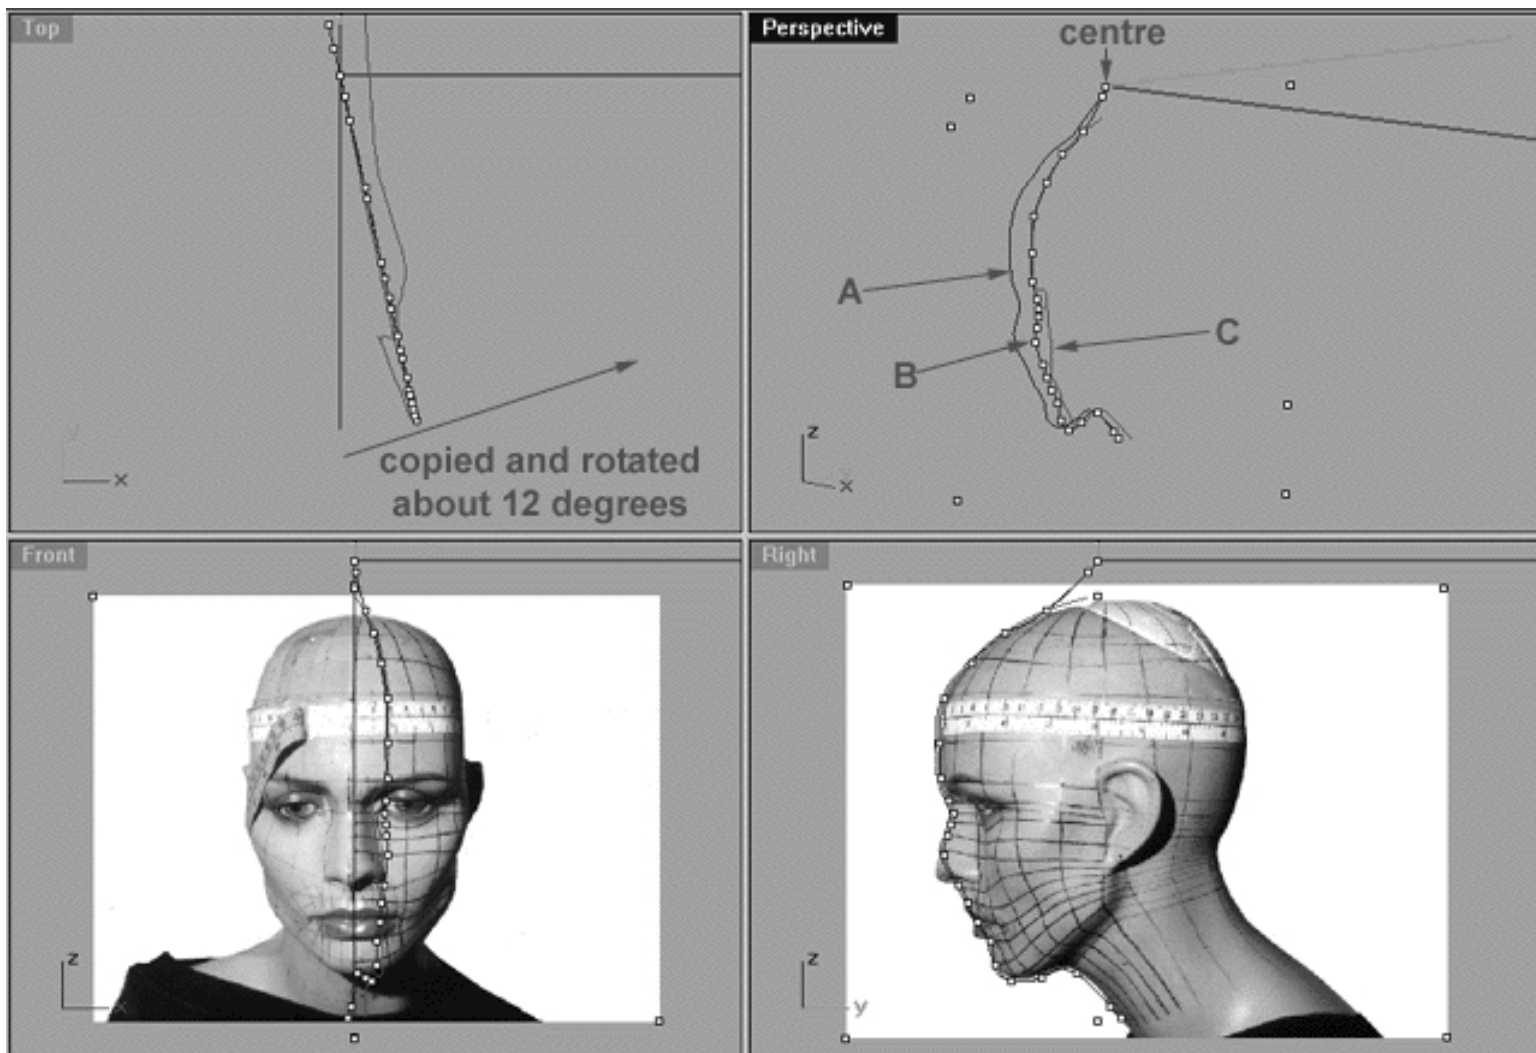 Top
Perspective
centre
A
B
C
copied and rotated
about 12 degrees
y
x
z
x
Front
Right
z
x
z
y